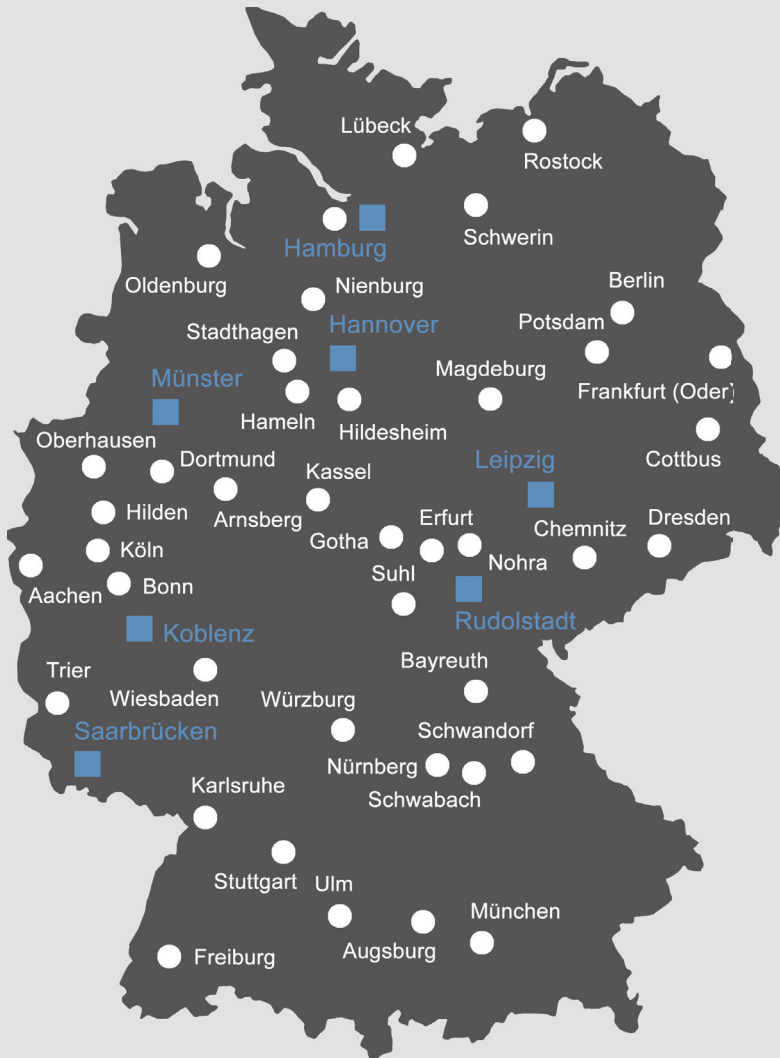 Lübeck
Rostock
Schwerin
Hamburg
Oldenburg
Nienburg
Berlin
Hannover
Potsdam
Stadthagen
Münster
Magdeburg
Frankfurt (Oder)
Hameln
Hildesheim
Oberhausen
Dortmund
Leipzig
Cottbus
Kassel
Arnsberg
Hilden
Erfurt
Chemnitz
Dresden
Gotha
Köln
Nohra
Suhl
Aachen
Bonn
Rudolstadt
Koblenz
Bayreuth
Trier
Wiesbaden
Würzburg
Saarbrücken
Schwandorf
Nürnberg
Schwabach
Karlsruhe
Stuttgart
Ulm
München
Augsburg
Freiburg